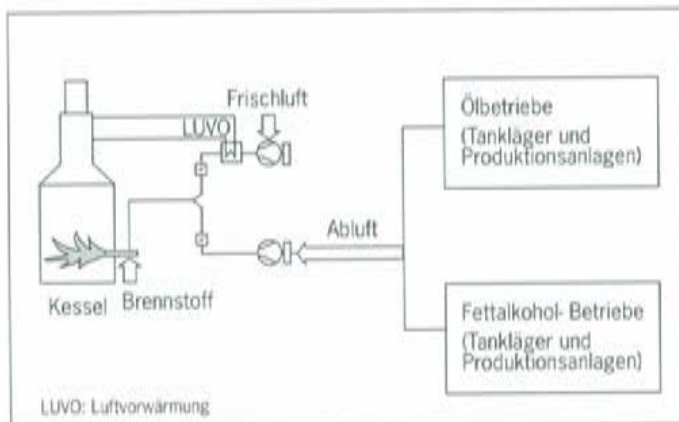 Frischluft
LUVO
Ölbetriebe
(Tankläger und
Produktionsanlagen)
Abluft
Kessel
Brennstoff
Fettalkohol- Betriebe
(Tankläger und
Produktionsanlagen)
LUVO: Luftvorwärmung